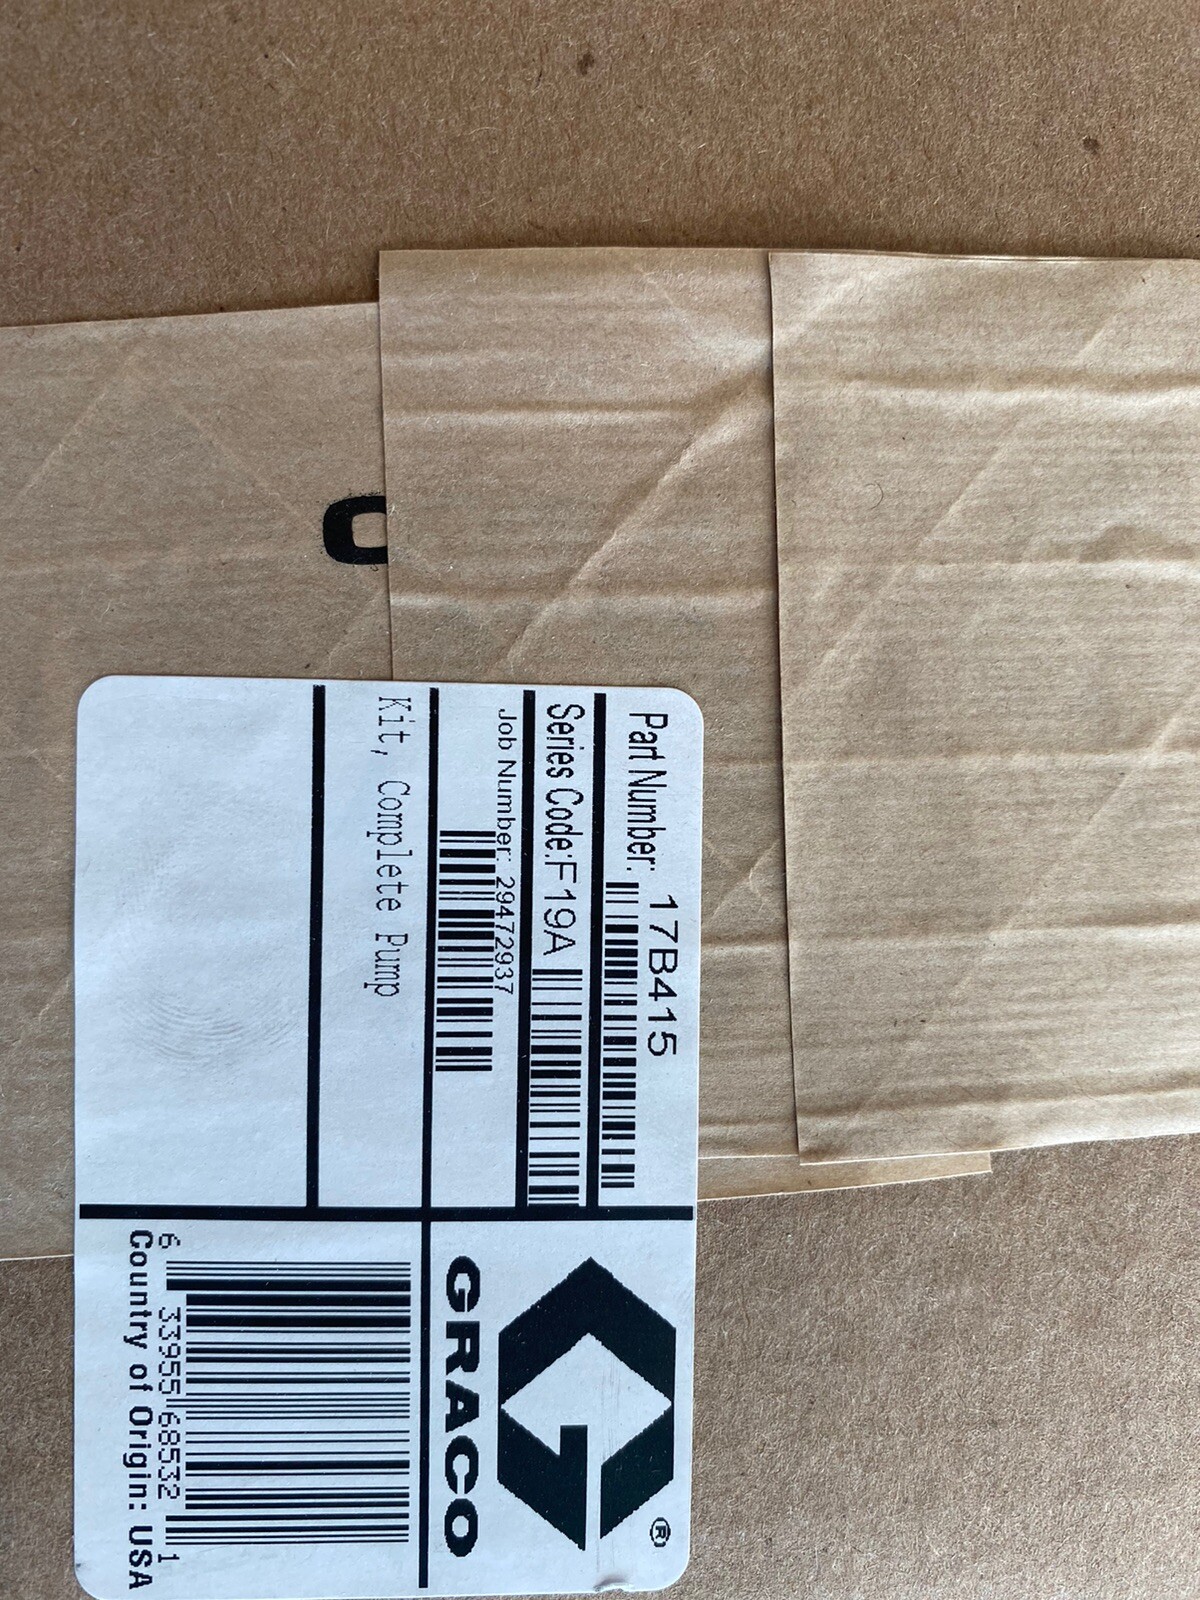 Part Number: 17B415
Series Code:F19A
Job Number: 29472937
Kit, Complete Pump
®
GRACO
6 33955 68532 1
Country of Origin: USA